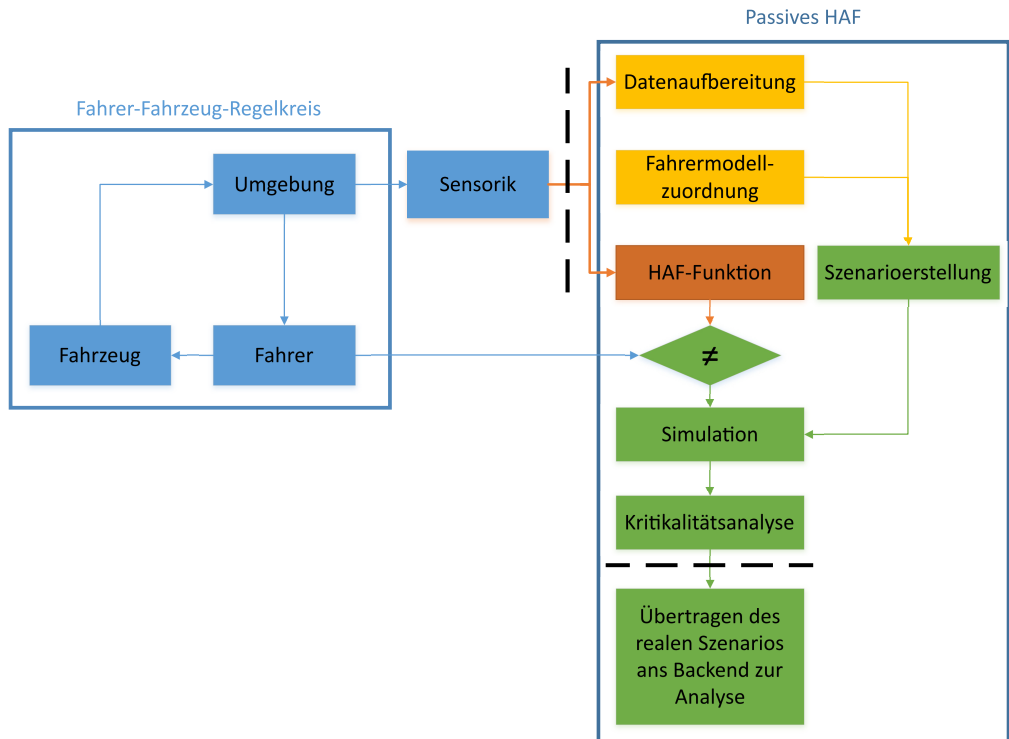 Passives HAF
Fahrer-Fahrzeug-Regelkreis
Datenaufbereitung
Umgebung
Sensorik
Fahrermodell-
zuordnung
HAF-Funktion
Szenarioerstellung
Fahrzeug
Fahrer
≠
Simulation
Kritikalitätsanalyse
Übertragen des
realen Szenarios
ans Backend zur
Analyse